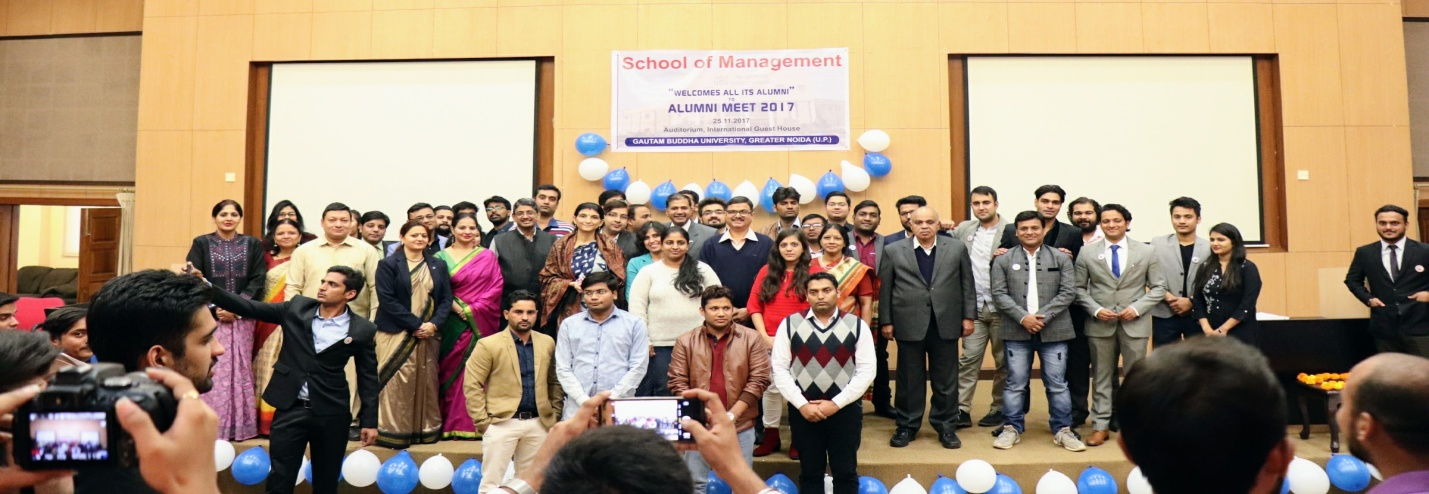 School of Management
"WELCOMES ALL ITS ALUMNI"
TO
ALUMNI MEET 2017
25.11.2017
Auditorium, International Guest House
GAUTAM BUDDHA UNIVERSITY, GREATER NOIDA (U.P.)